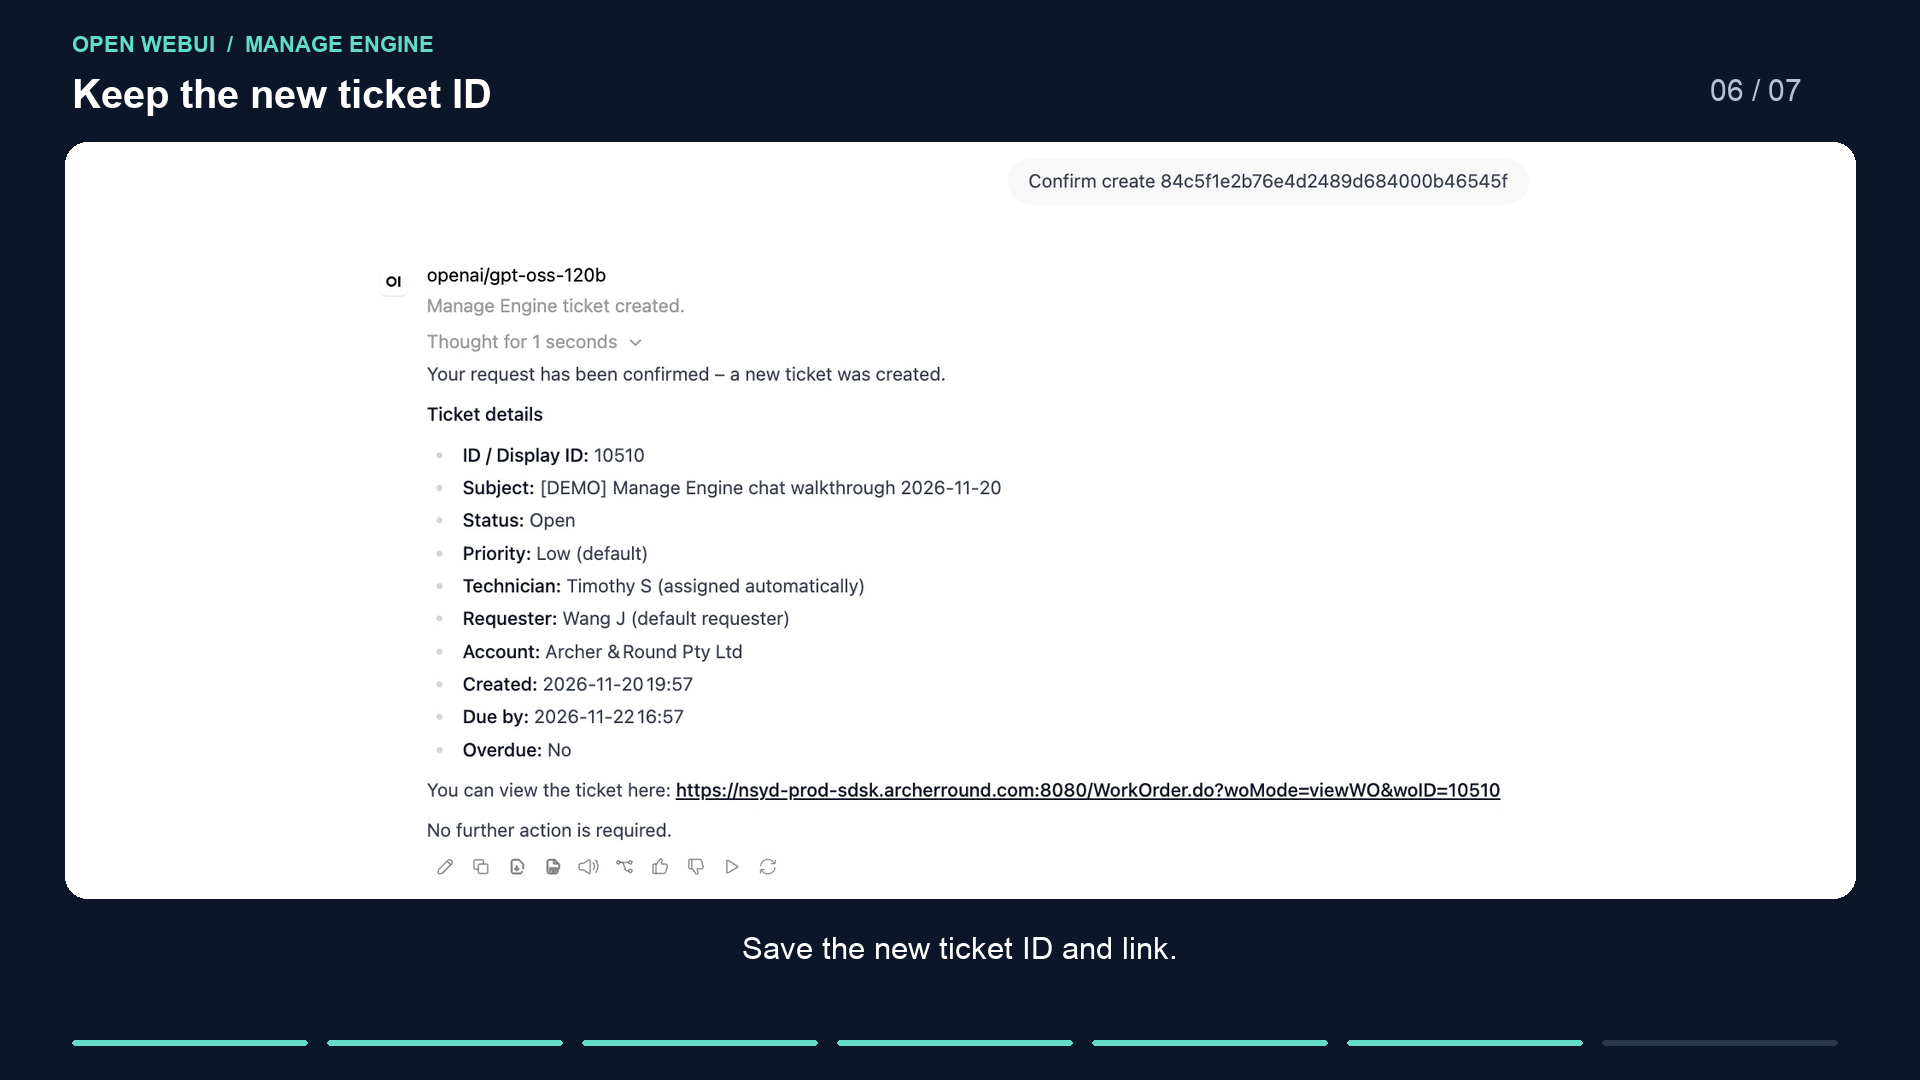 OPEN WEBUI / MANAGE ENGINE
Keep the new ticket ID
06 / 07
Confirm create 84c5f1e2b76e4d2489d684000b46545f
OI
openai/gpt-oss-120b
Manage Engine ticket created.
Thought for 1 seconds
Your request has been confirmed – a new ticket was created.
Ticket details
ID / Display ID: 10510
Subject: [DEMO] Manage Engine chat walkthrough 2026-11-20
Status: Open
Priority: Low (default)
Technician: Timothy S (assigned automatically)
Requester: Wang J (default requester)
Account: Archer & Round Pty Ltd
Created: 2026-11-20 19:57
Due by: 2026-11-22 16:57
Overdue: No
You can view the ticket here: https://nsyd-prod-sdsk.archerround.com:8080/WorkOrder.do?woMode=viewWO&woID=10510
No further action is required.
Save the new ticket ID and link.